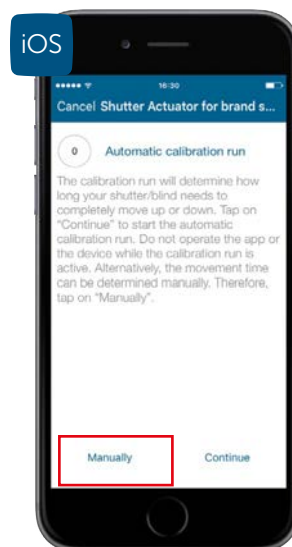 iOS
16:30
Cancel Shutter Actuator for brand s...
0 Automatic calibration run
The calibration run will determine how
long your shutter/blind needs to
completely move up or down. Tap on
"Continue" to start the automatic
calibration run. Do not operate the app or
the device while the calibration run is
active. Alternatively, the movement time
can be determined manually. Therefore,
tap on "Manually".
Manually Continue